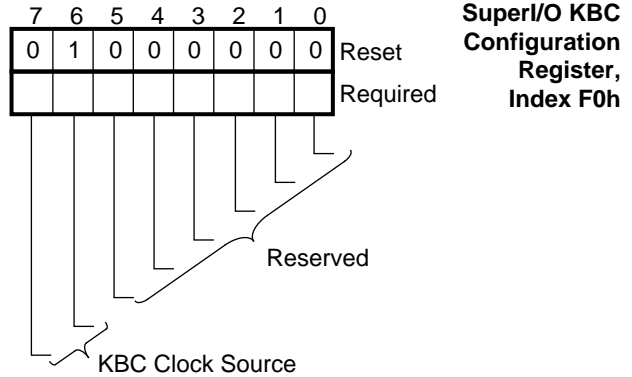 7 6 5 4 3 2 1 0
SuperI/O KBC
Configuration
Register,
Index F0h
0 1 0 0 0 0 0 0 Reset
Required
Reserved
KBC Clock Source